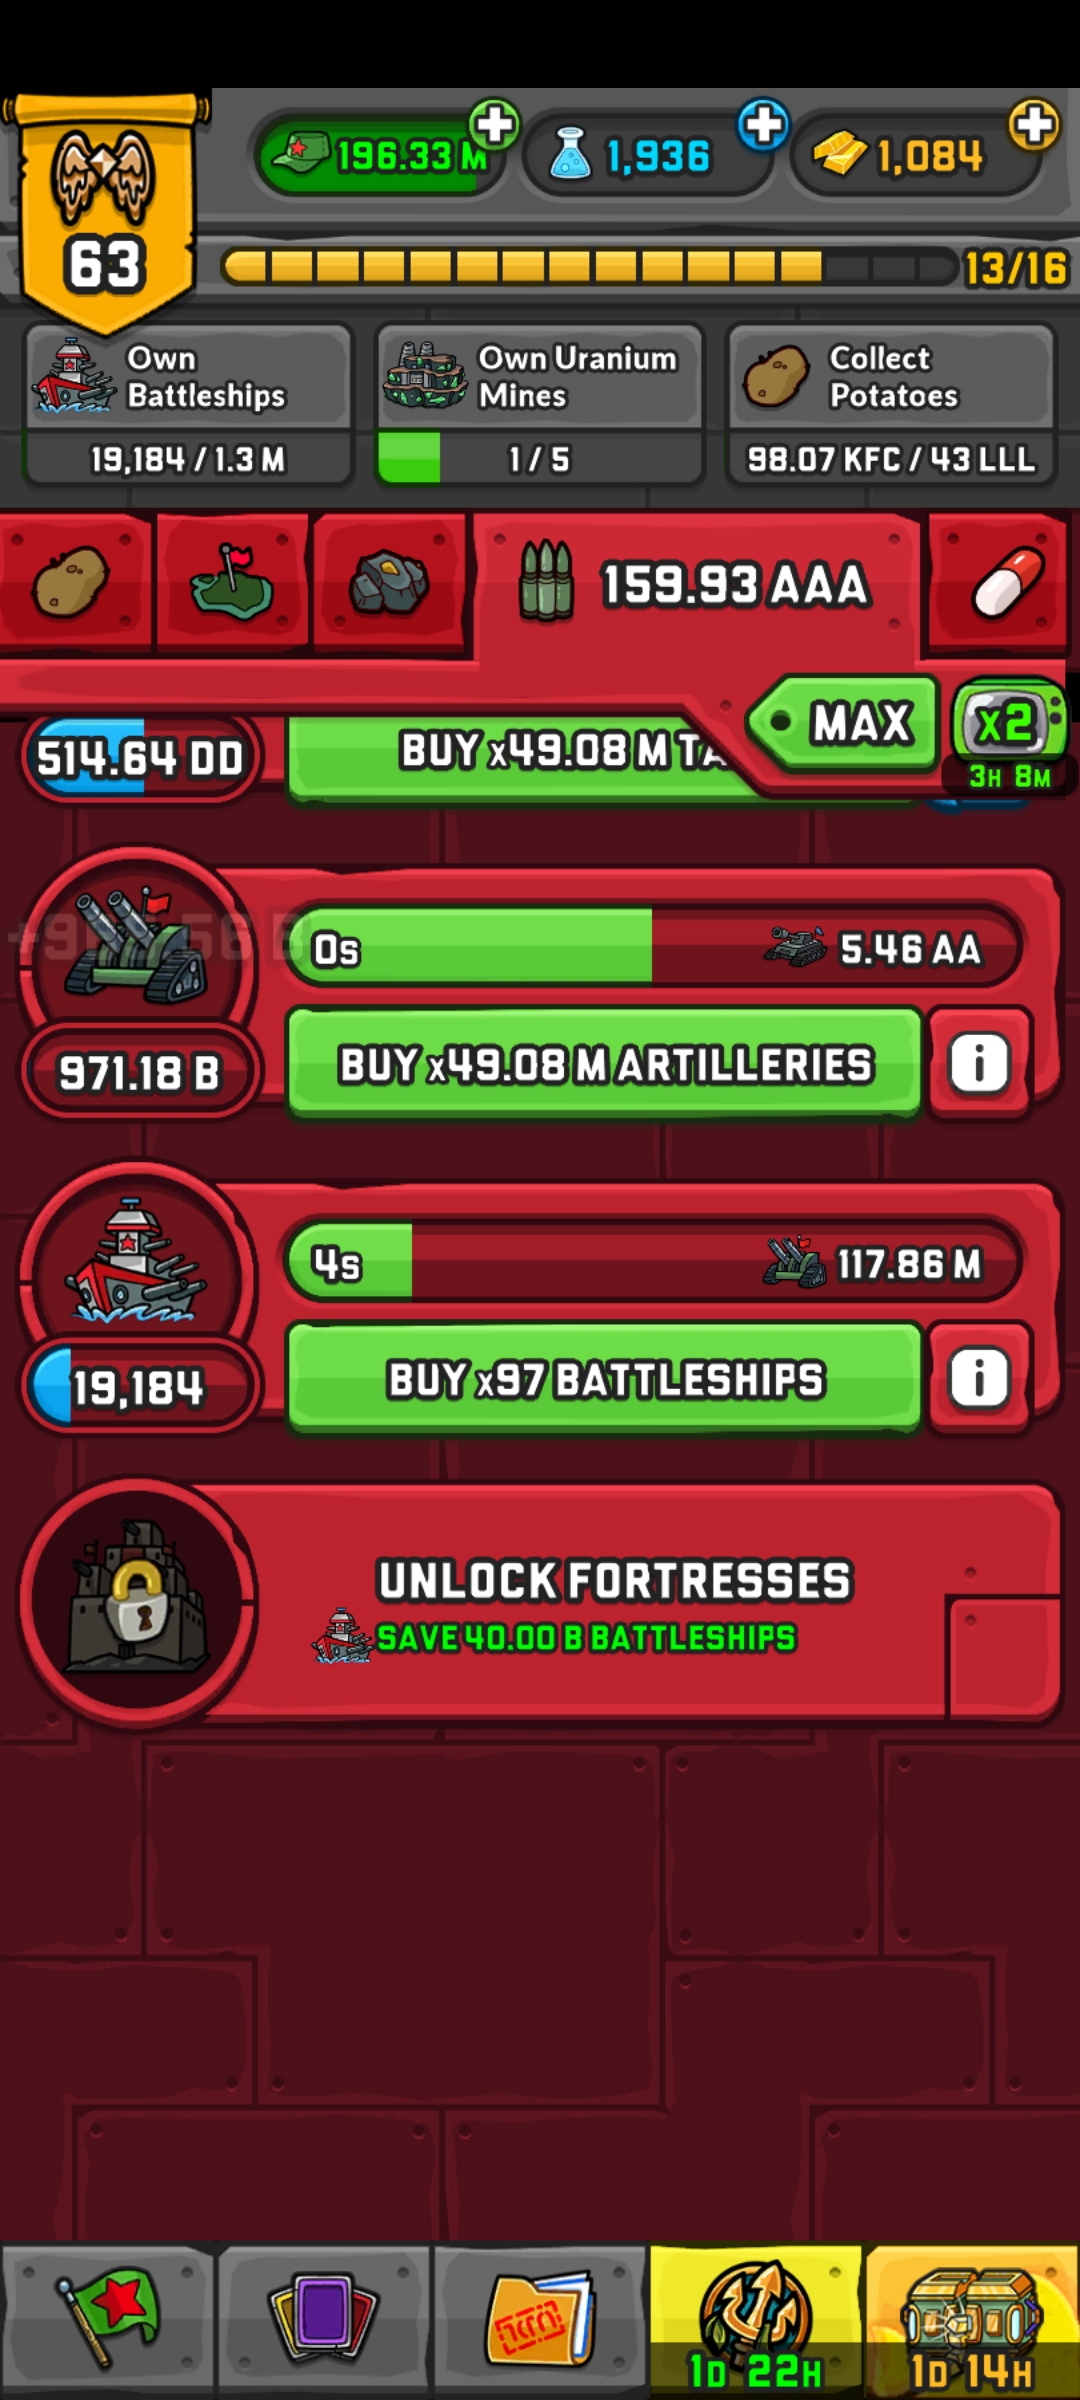 196.33 M
1,936
1,084
63
13/16
Own
Battleships
19,184 / 1.3 M
Own Uranium
Mines
1 / 5
Collect
Potatoes
98.07 KFC / 43 LLL
159.93 AAA
MAX
x2
3H 8M
514.64 DD
BUY x49.08 M TA
0s
5.46 AA
971.18 B
BUY x49.08 M ARTILLERIES
i
4s
117.86 M
19,184
BUY x97 BATTLESHIPS
i
UNLOCK FORTRESSES
SAVE 40.00 B BATTLESHIPS
1D 22H
1D 14H